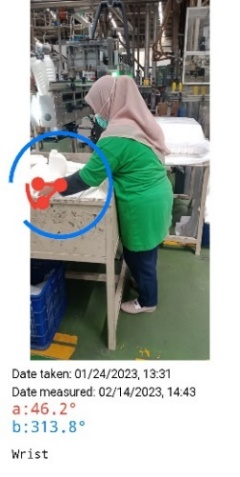 Date taken: 01/24/2023, 13:31
Date measured: 02/14/2023, 14:43
a:46.2°
b:313.8°
Wrist